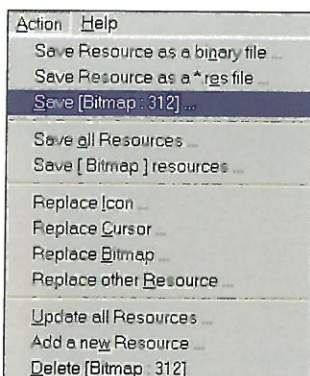 Action Help
Save Resource as a binary file ...
Save Resource as a *.res file ...
Save [Bitmap : 312] ...
Save all Resources ...
Save [ Bitmap ] resources ...
Replace Icon ...
Replace Cursor ...
Replace Bitmap ...
Replace other Resource ...
Update all Resources ...
Add a new Resource ...
Delete [Bitmap : 312]